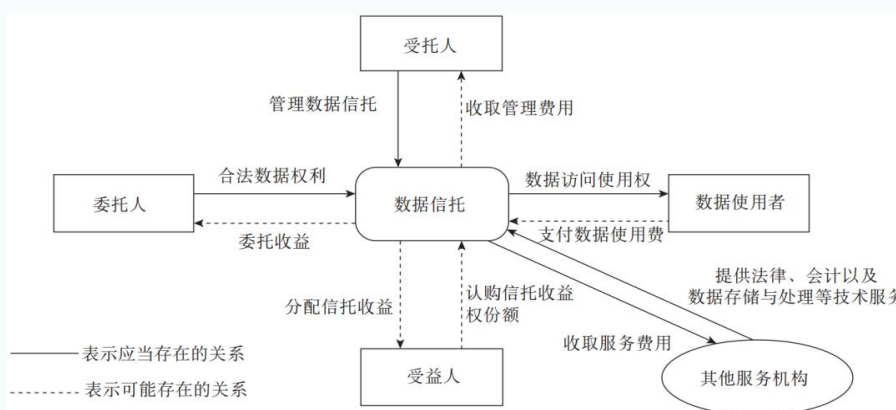 受托人
管理数据信托
收取管理费用
合法数据权利
数据访问使用权
委托人
数据信托
数据使用者
委托收益
支付数据使用费
提供法律、会计以及
数据存储与处理等技术服务
分配信托收益
认购信托收益
权份额
收取服务费用
表示应当存在的关系
受益人
其他服务机构
表示可能存在的关系